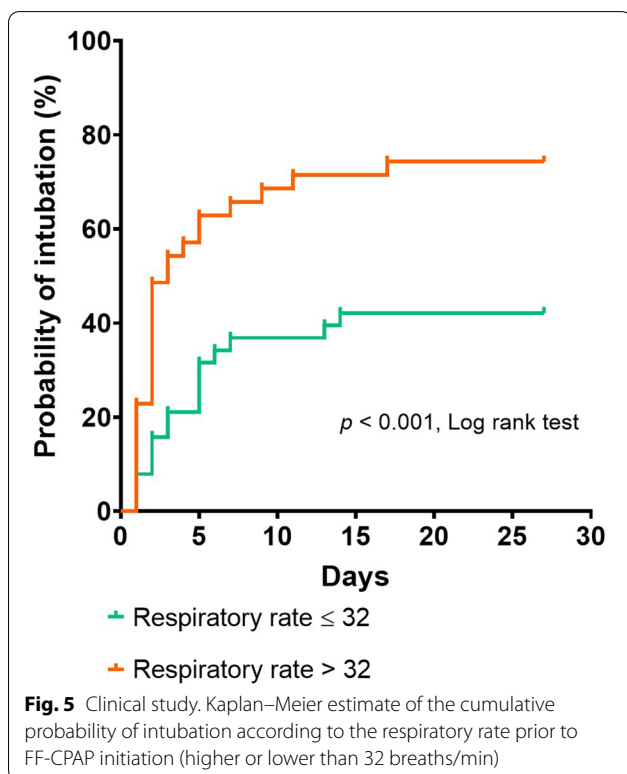 100
80
60
40
20
0
Probability of intubation (%)
p < 0.001, Log rank test
0 5 10 15 20 25 30
Days
Respiratory rate ≤ 32
Respiratory rate > 32
Fig. 5 Clinical study. Kaplan–Meier estimate of the cumulative
probability of intubation according to the respiratory rate prior to
FF-CPAP initiation (higher or lower than 32 breaths/min)